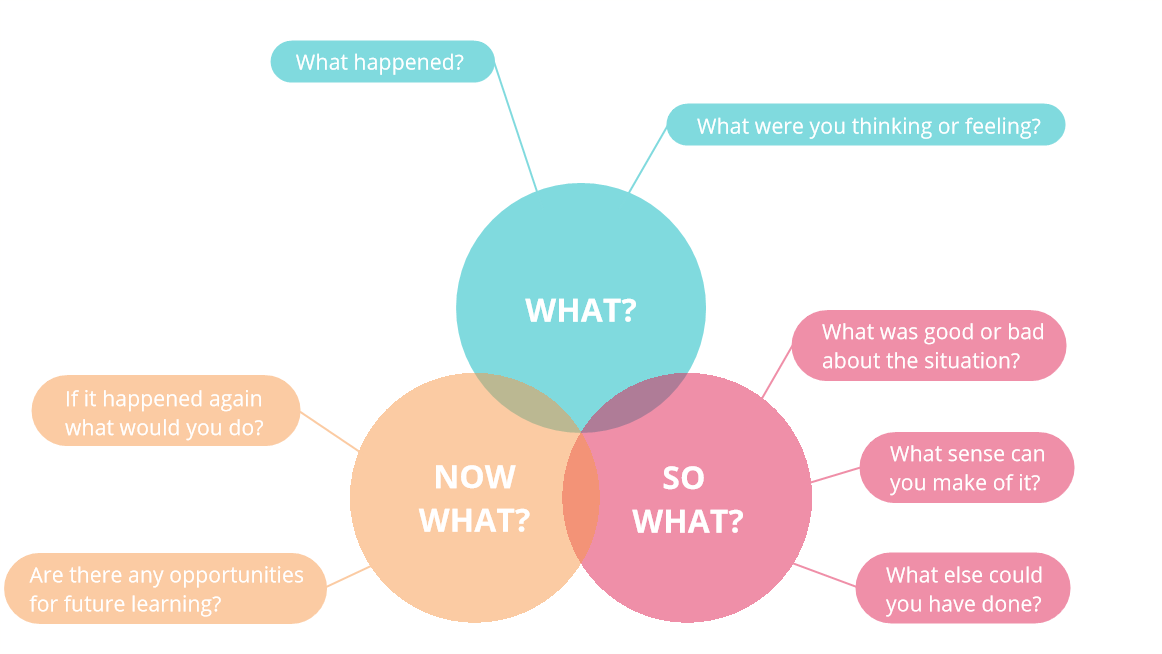 What happened?
What were you thinking or feeling?
WHAT?
What was good or bad
about the situation?
If it happened again
what would you do?
What sense can
you make of it?
NOW
WHAT?
SO
WHAT?
Are there any opportunities
for future learning?
What else could
you have done?